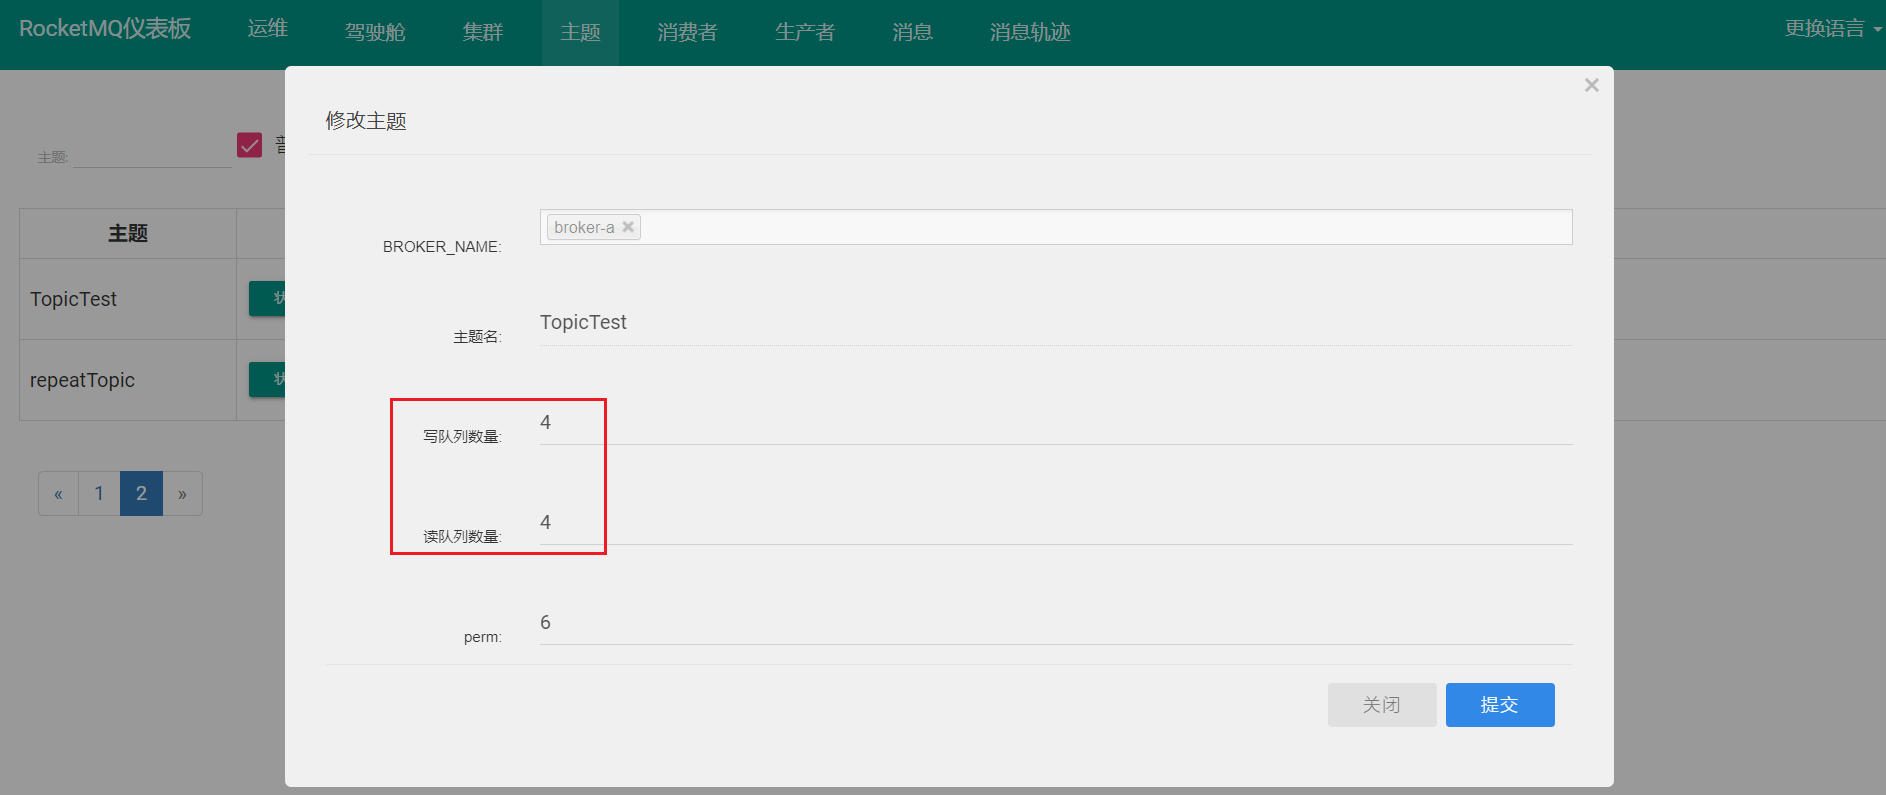 RocketMQ仪表板 运维 驾驶舱 集群 主题 消费者 生产者 消息 消息轨迹 更换语言
×
修改主题
主题: 普
BROKER_NAME: broker-a ×
主题
TopicTest 状
主题名: TopicTest
repeatTopic 状
写队列数量: 4
« 1 2 »
读队列数量: 4
perm: 6
关闭 提交